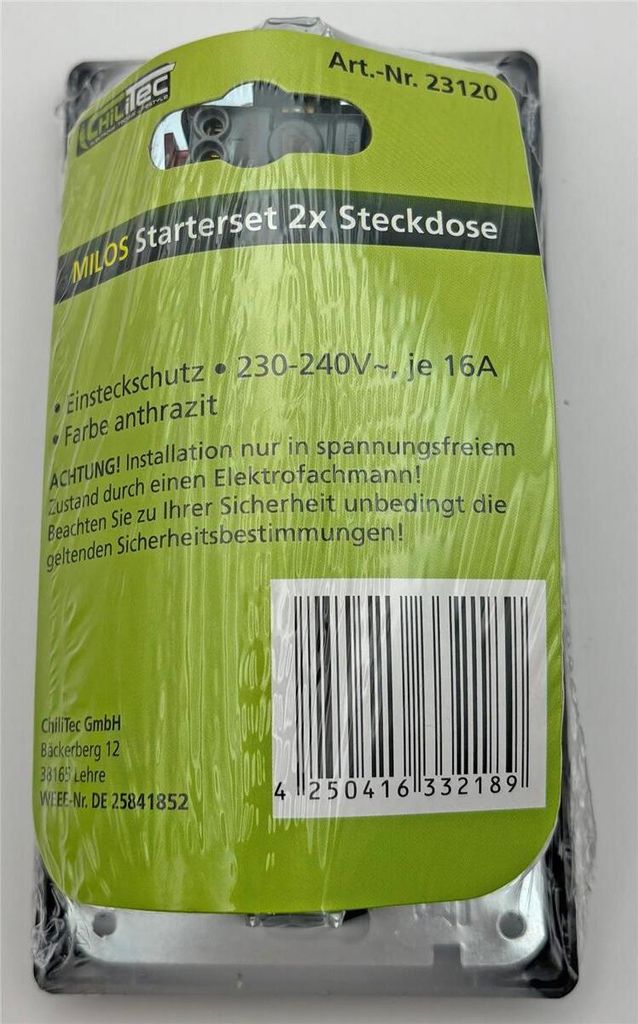 Art.-Nr. 23120
CHILITEC
MILOS Starterset 2x Steckdose
• Einsteckschutz • 230-240V~, je 16A
• Farbe anthrazit
ACHTUNG! Installation nur in spannungsfreiem
Zustand durch einen Elektrofachmann!
Beachten Sie zu Ihrer Sicherheit unbedingt die
geltenden Sicherheitsbestimmungen!
ChiliTec GmbH
Bäckerberg 12
38165 Lehre
WEEE-Nr. DE 25841852
4 250416 332189